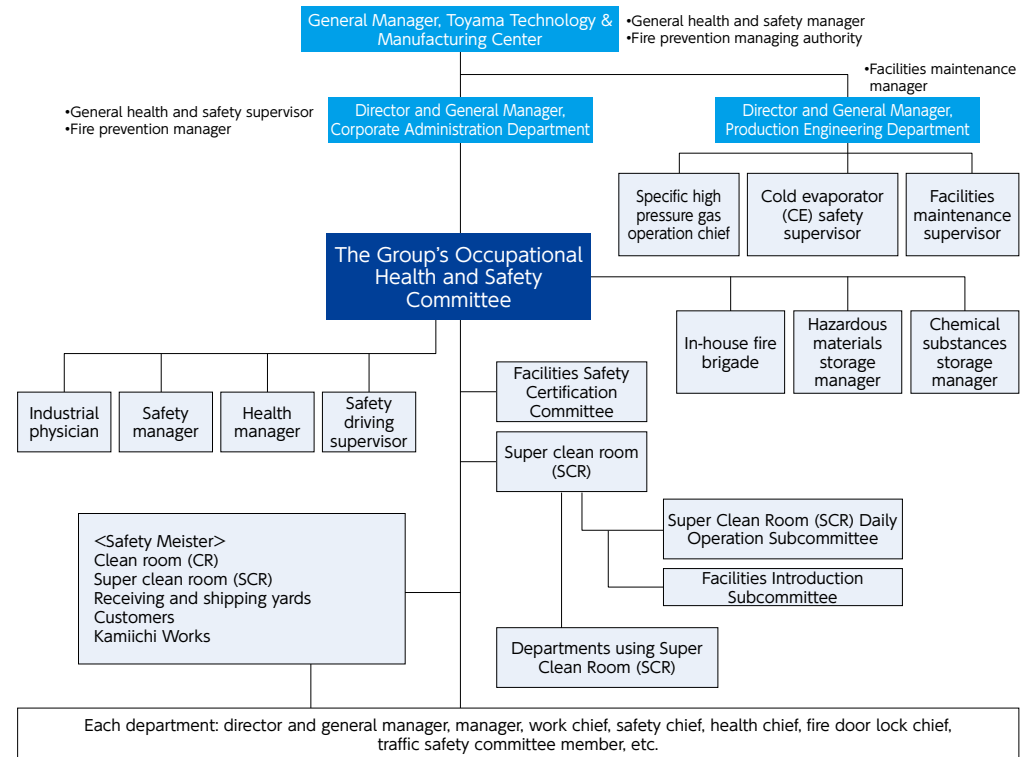 General Manager, Toyama Technology &
Manufacturing Center
•General health and safety manager
•Fire prevention managing authority
•Facilities maintenance
manager
•General health and safety supervisor
•Fire prevention manager
Director and General Manager,
Corporate Administration Department
Director and General Manager,
Production Engineering Department
Specific high
pressure gas
operation chief
Cold evaporator
(CE) safety
supervisor
Facilities
maintenance
supervisor
The Group's Occupational
Health and Safety
Committee
In-house fire
brigade
Hazardous
materials
storage
manager
Chemical
substances
storage
manager
Industrial
physician
Safety
manager
Health
manager
Safety
driving
supervisor
Facilities Safety
Certification
Committee
Super clean room
(SCR)
Super Clean Room (SCR) Daily
Operation Subcommittee
Facilities Introduction
Subcommittee
Departments using Super
Clean Room (SCR)
<Safety Meister>
Clean room (CR)
Super clean room (SCR)
Receiving and shipping yards
Customers
Kamiichi Works
Each department: director and general manager, manager, work chief, safety chief, health chief, fire door lock chief,
traffic safety committee member, etc.